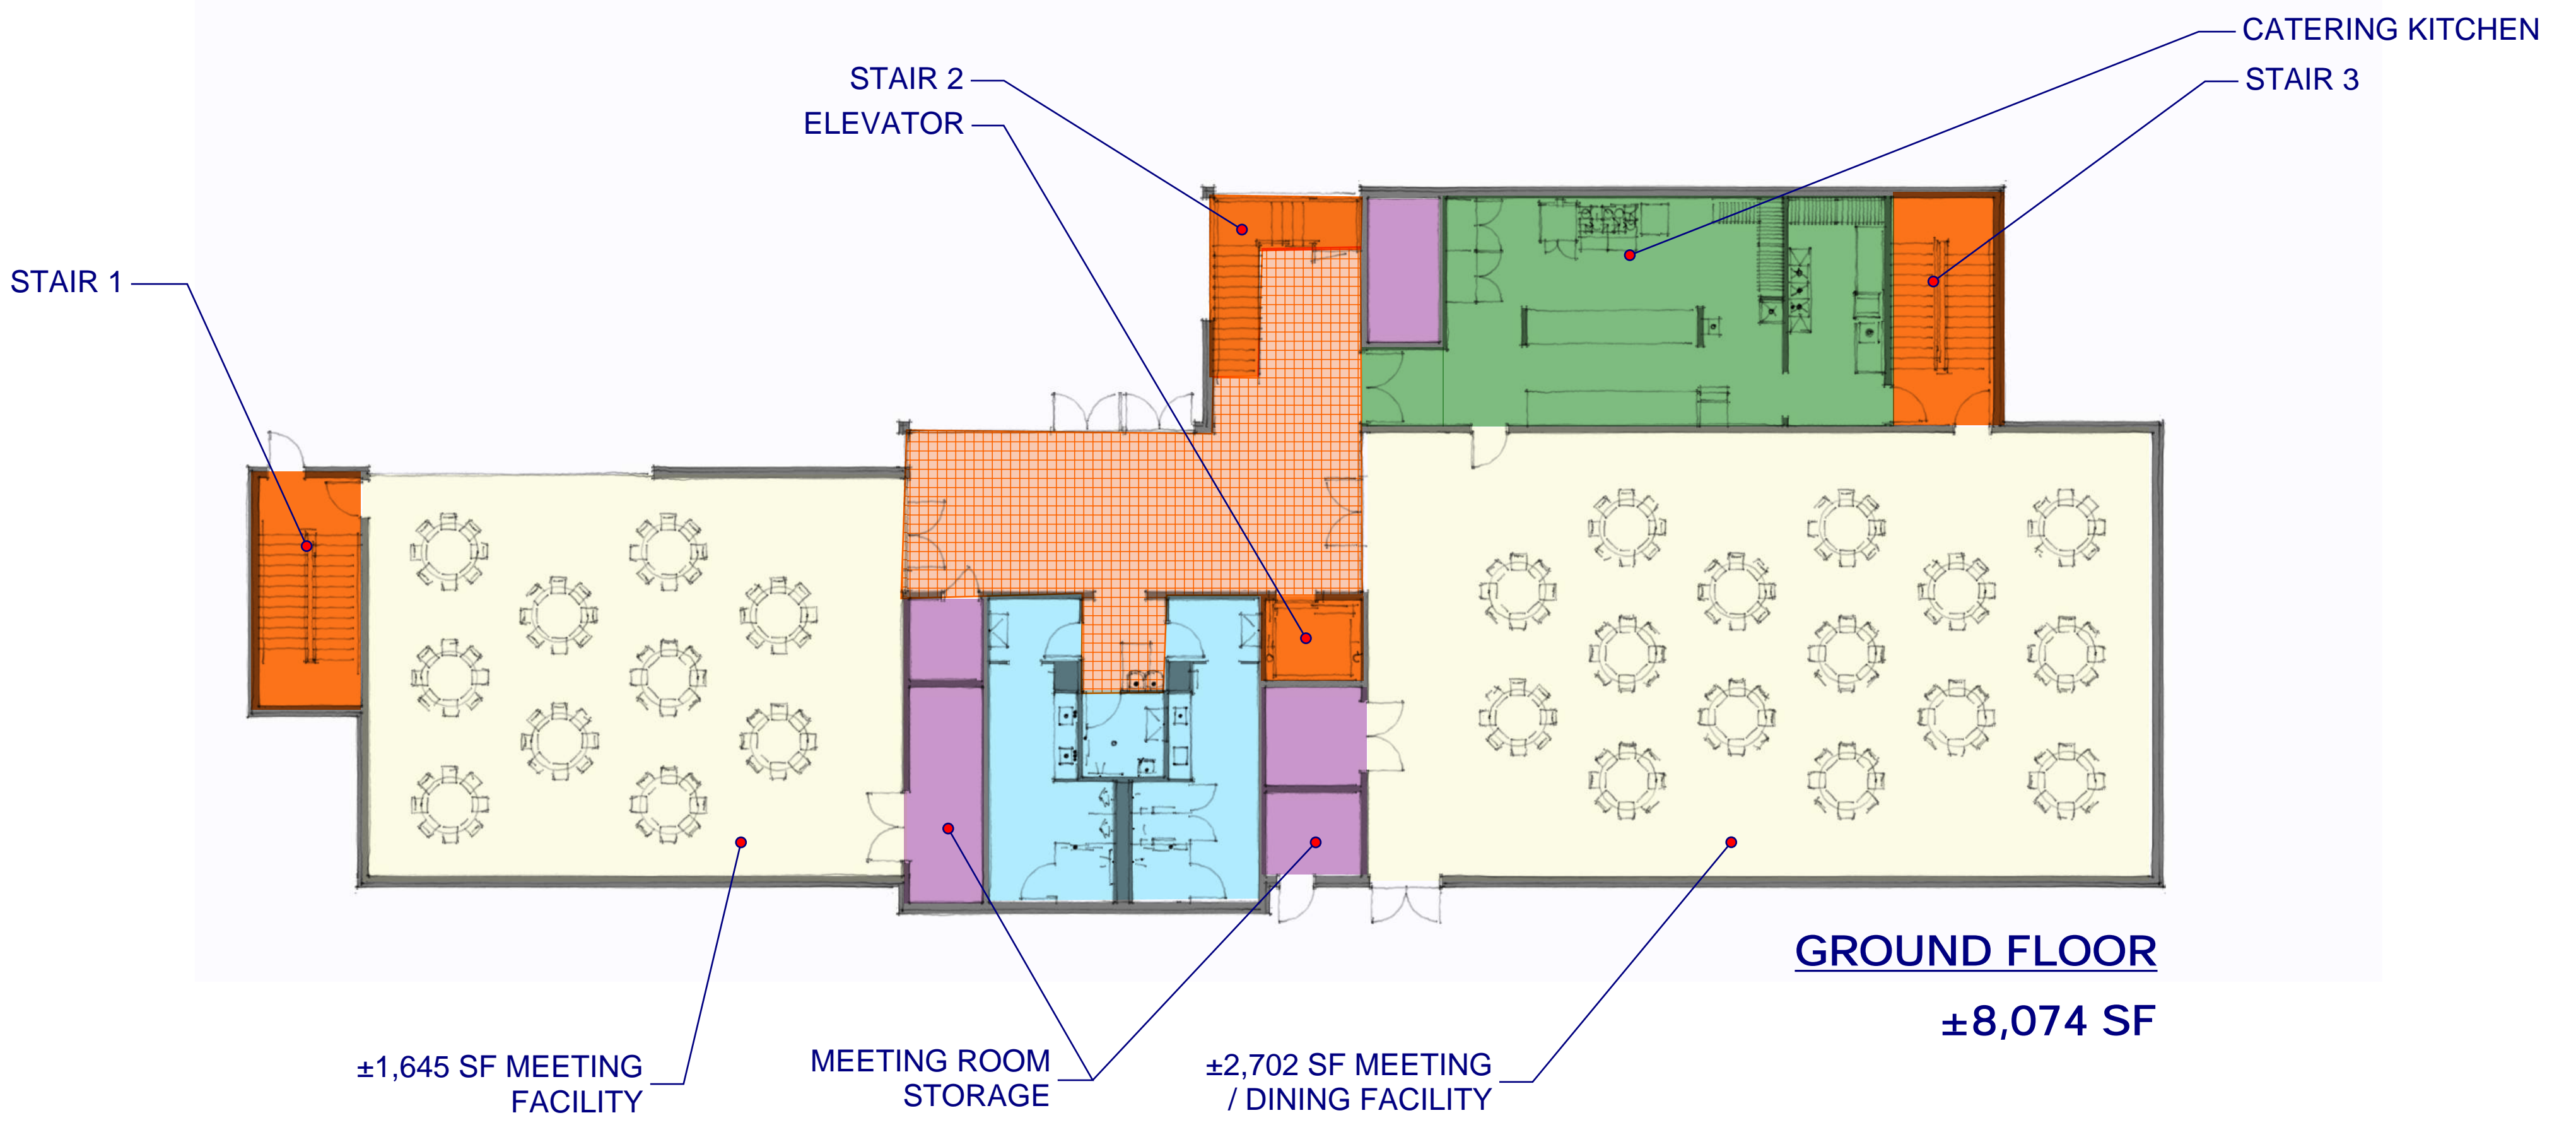 CATERING KITCHEN
STAIR 2
STAIR 3
ELEVATOR
STAIR 1
GROUND FLOOR
±8,074 SF
±1,645 SF MEETING
FACILITY
MEETING ROOM
STORAGE
±2,702 SF MEETING
/ DINING FACILITY